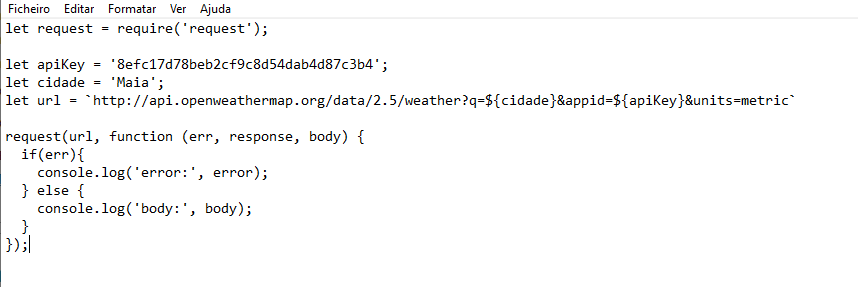 Ficheiro Editar Formatar Ver Ajuda
let request = require('request');
let apiKey = '8efc17d78beb2cf9c8d54dab4d87c3b4';
let cidade = 'Maia';
let url = `http://api.openweathermap.org/data/2.5/weather?q=${cidade}&appid=${apiKey}&units=metric`
request(url, function (err, response, body) {
  if(err){
    console.log('error:', error);
  } else {
    console.log('body:', body);
  }
});